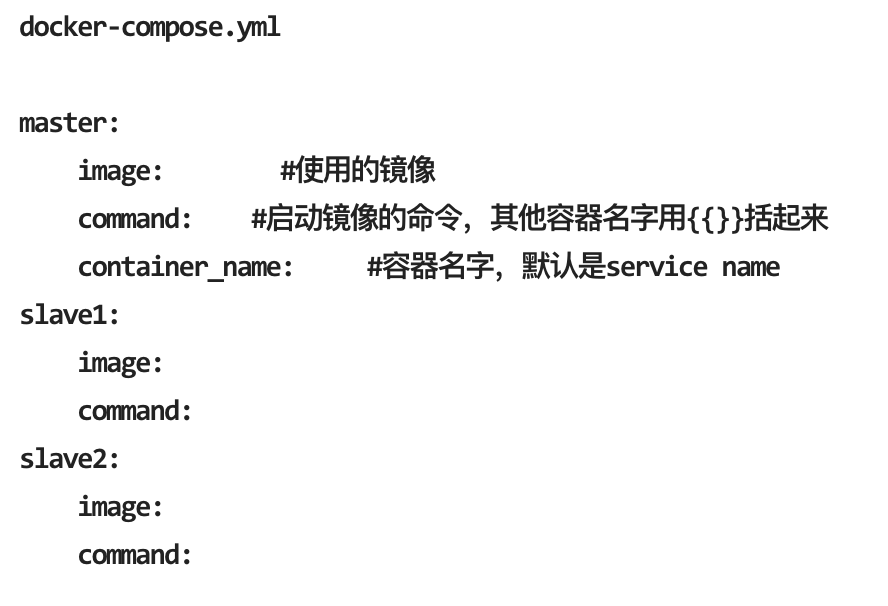 docker-compose.yml
master:
    image:        #使用的镜像
    command:    #启动镜像的命令，其他容器名字用{{}}括起来
    container_name:     #容器名字，默认是service name
slave1:
    image:
    command:
slave2:
    image:
    command: